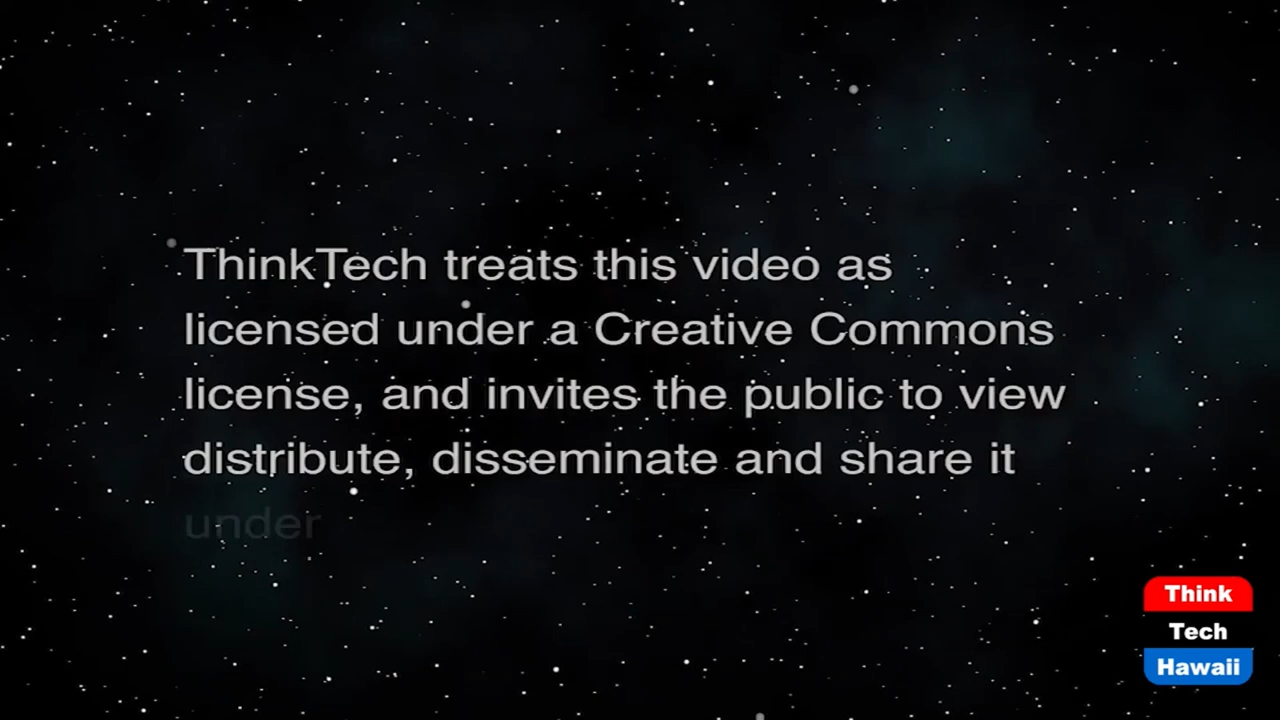 ThinkTech treats this video as
licensed under a Creative Commons
license, and invites the public to view
distribute, disseminate and share it
under
Think
Tech
Hawaii